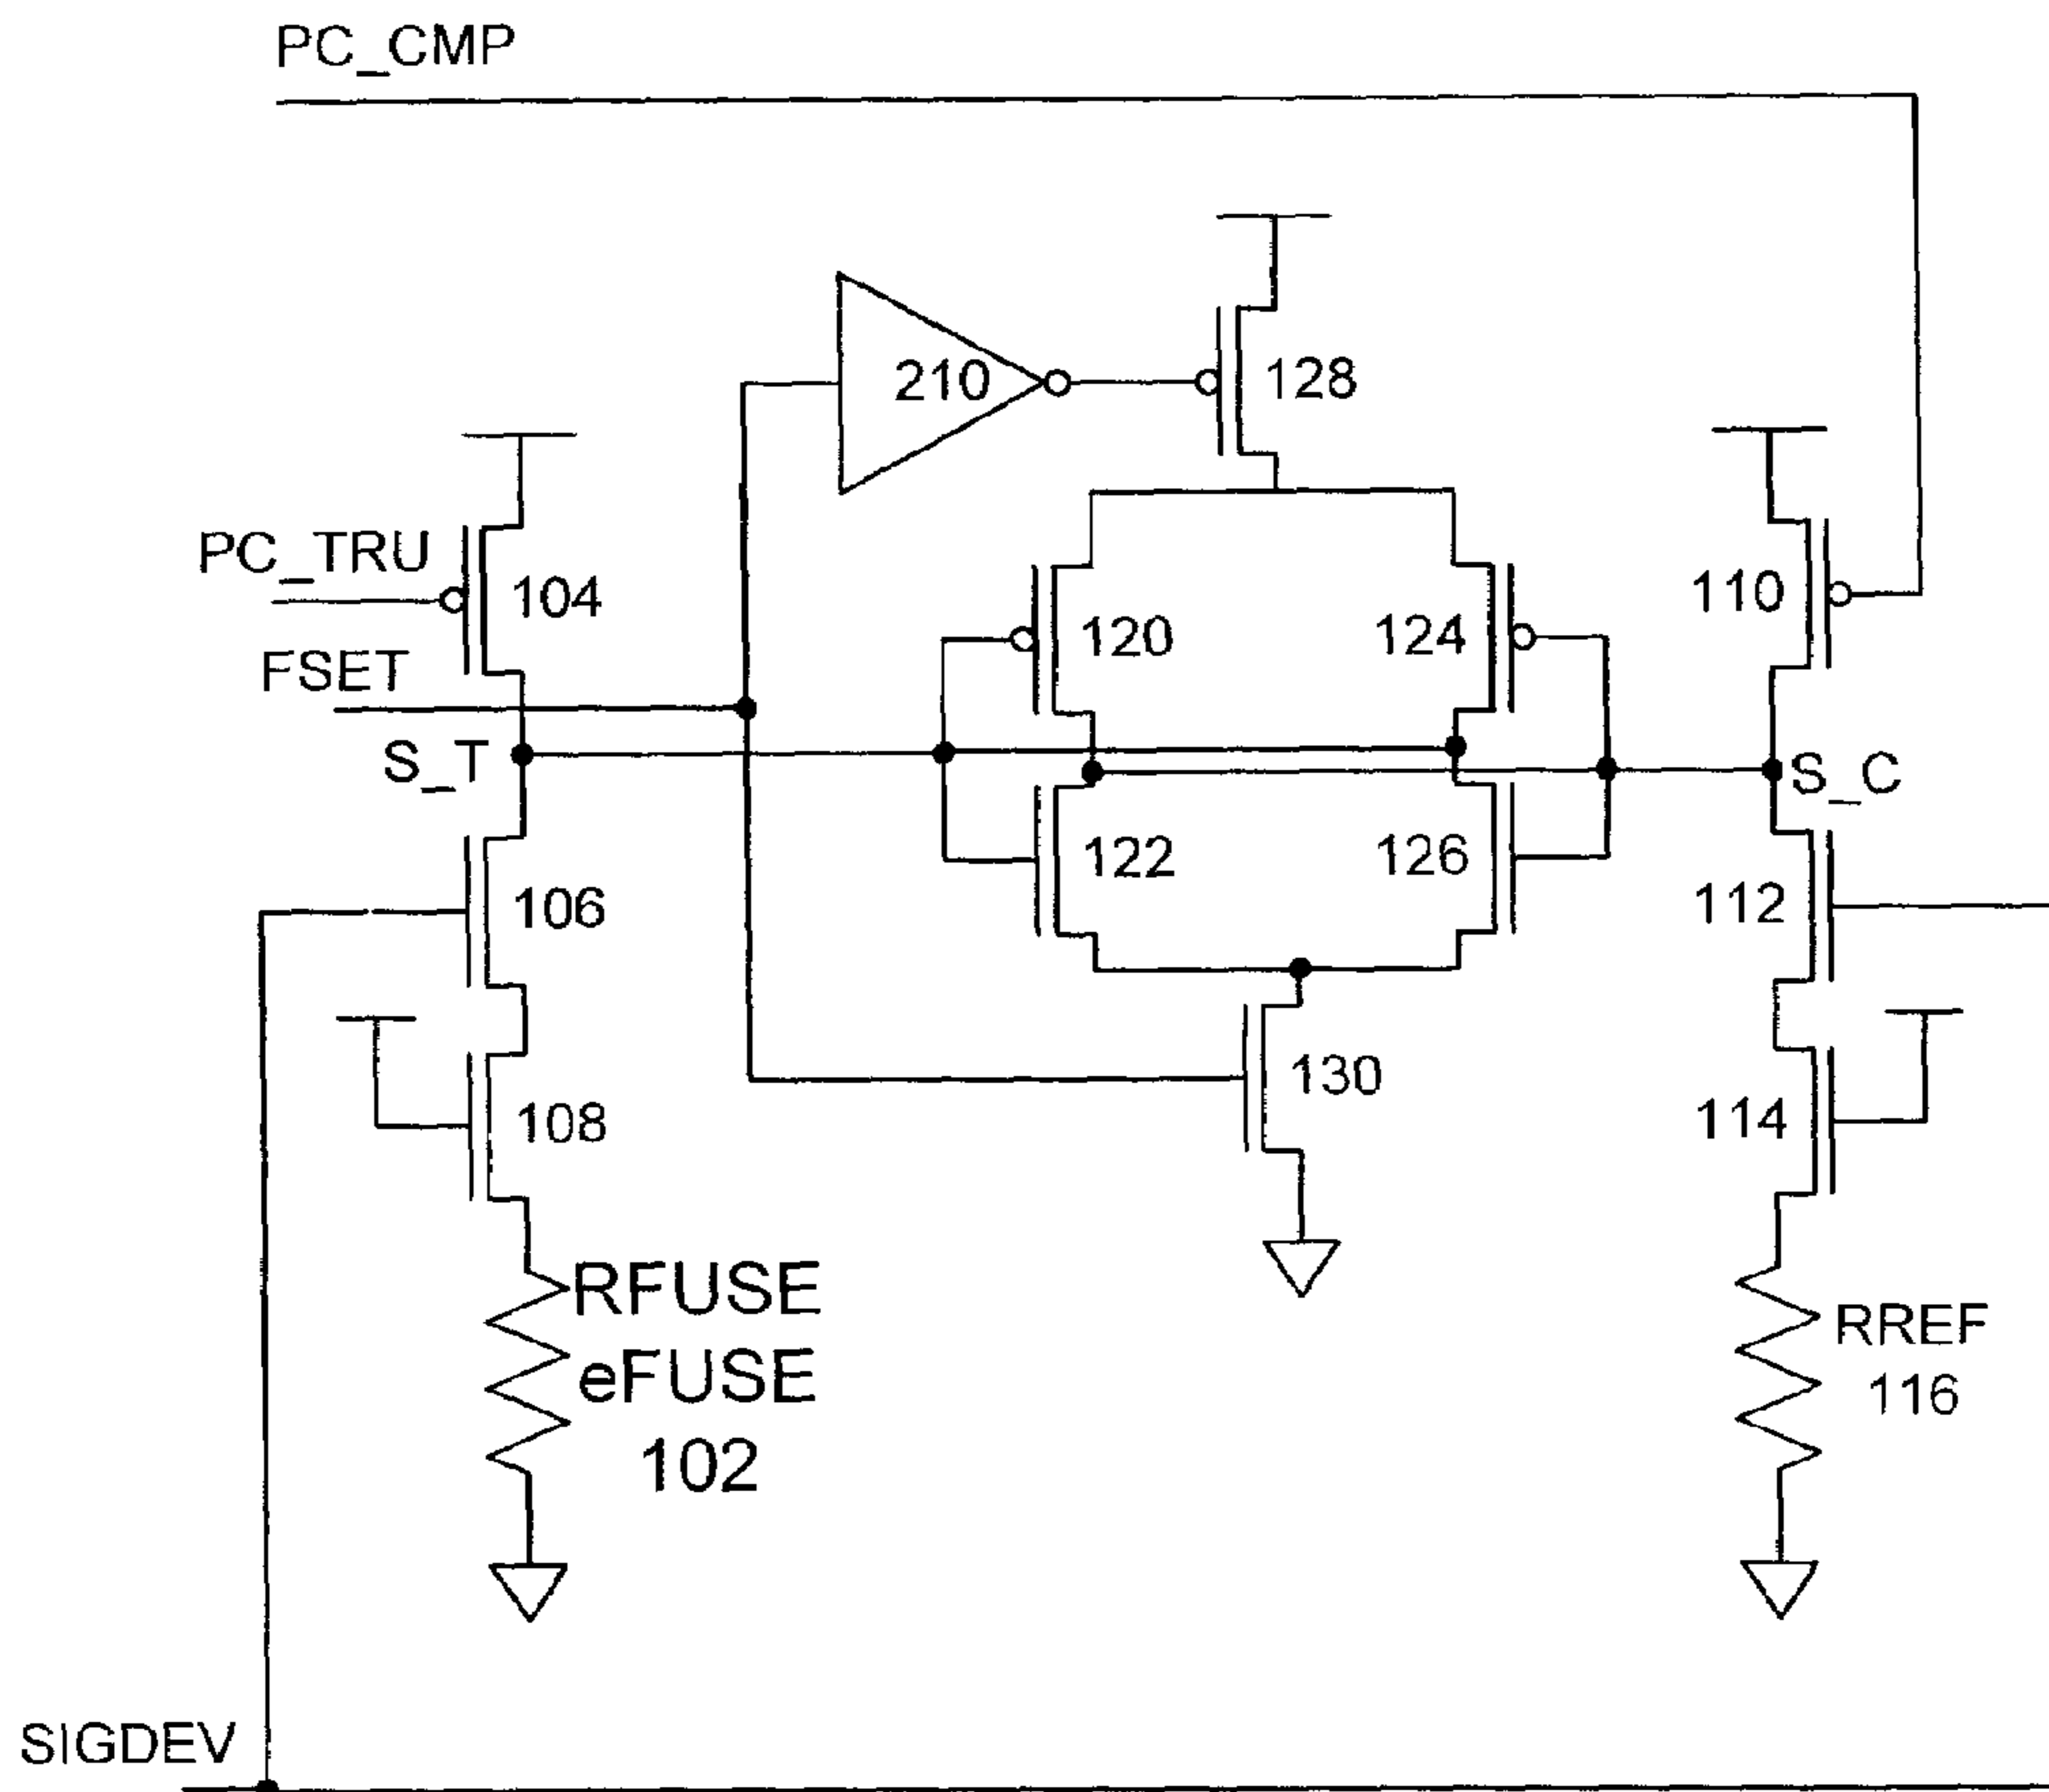 PC_CMP
210
128
PC_TRU
104
110
120
124
FSET
S_T
S_C
122
126
106
112
130
108
114
RFUSE
eFUSE
102
RREF
116
SIGDEV